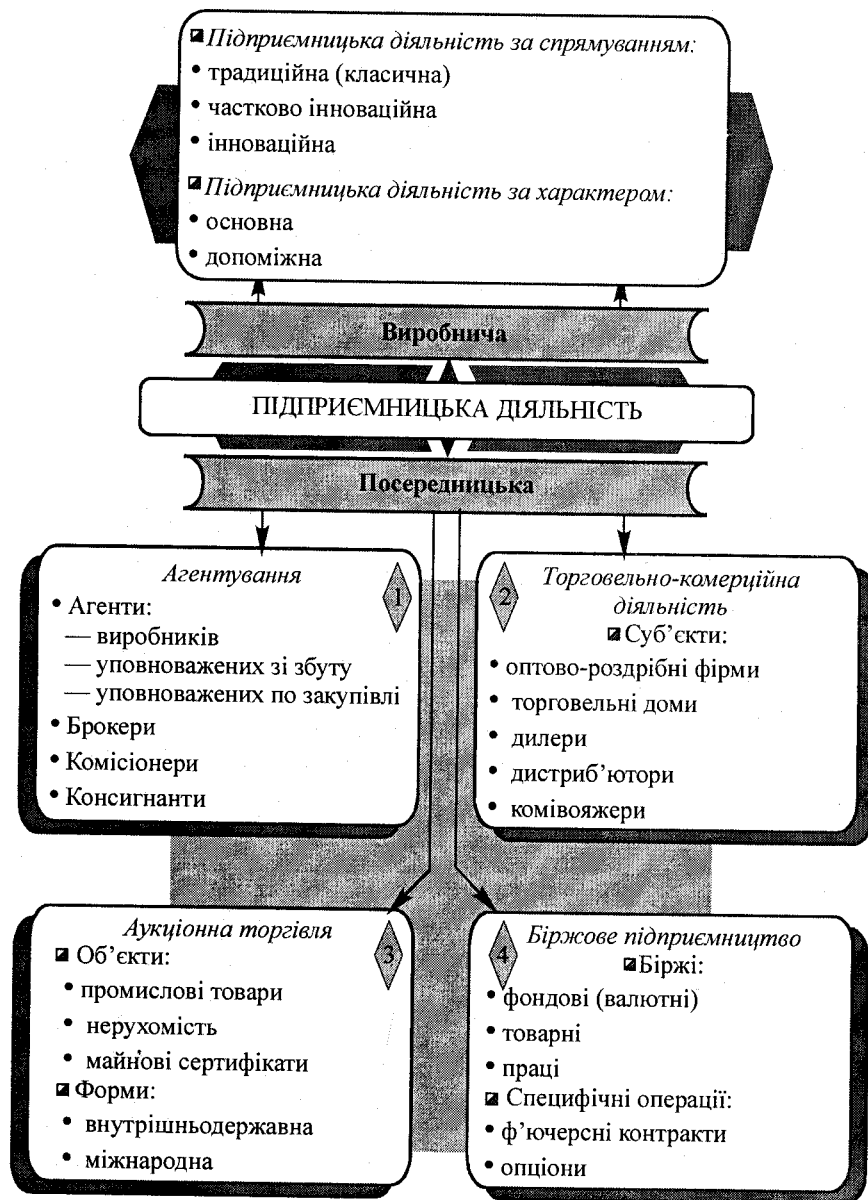 Підприємницька діяльність за спрямуванням:
• традиційна (класична)
• частково інноваційна
• інноваційна
Підприємницька діяльність за характером:
• основна
• допоміжна
Виробнича
ПІДПРИЄМНИЦЬКА ДІЯЛЬНІСТЬ
Посередницька
Агентування
1
• Агенти:
— виробників
— уповноважених зі збуту
— уповноважених по закупівлі
• Брокери
• Комісіонери
• Консигнанти
2
Торговельно-комерційна
діяльність
Суб’єкти:
• оптово-роздрібні фірми
• торговельні доми
• дилери
• дистриб’ютори
• комівояжери
Аукціонна торгівля
3
Об’єкти:
• промислові товари
• нерухомість
• майнові сертифікати
Форми:
• внутрішньодержавна
• міжнародна
4
Біржове підприємництво
Біржі:
• фондові (валютні)
• товарні
• праці
Специфічні операції:
• ф’ючерсні контракти
• опціони